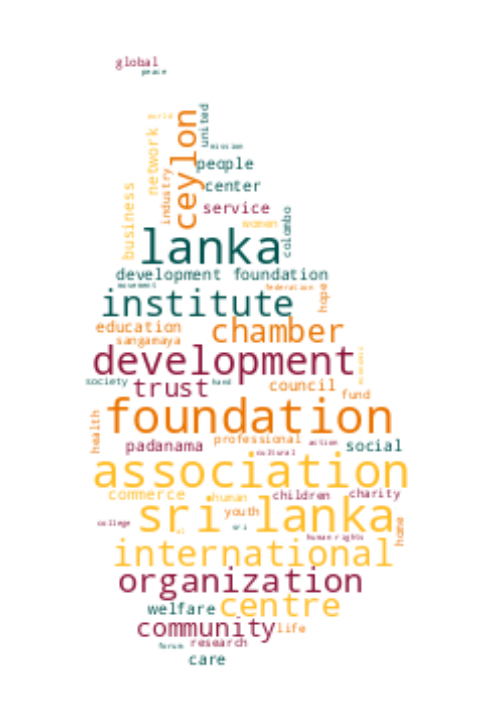 global
peace
world
united
ceylon
network
mission
people
industry
center
business
service
colombo
women
lanka
development foundation
movement
federation
hope
institute
education
chamber
sangamaya
development
society
trust
hand
council
fund
foundation
health
professional
action
padanama
social
cultural
association
commerce
human
children
charity
sri lanka
youth
college
sri
al
home
human rights
international
organization
welfare
centre
community
life
research
forum
care